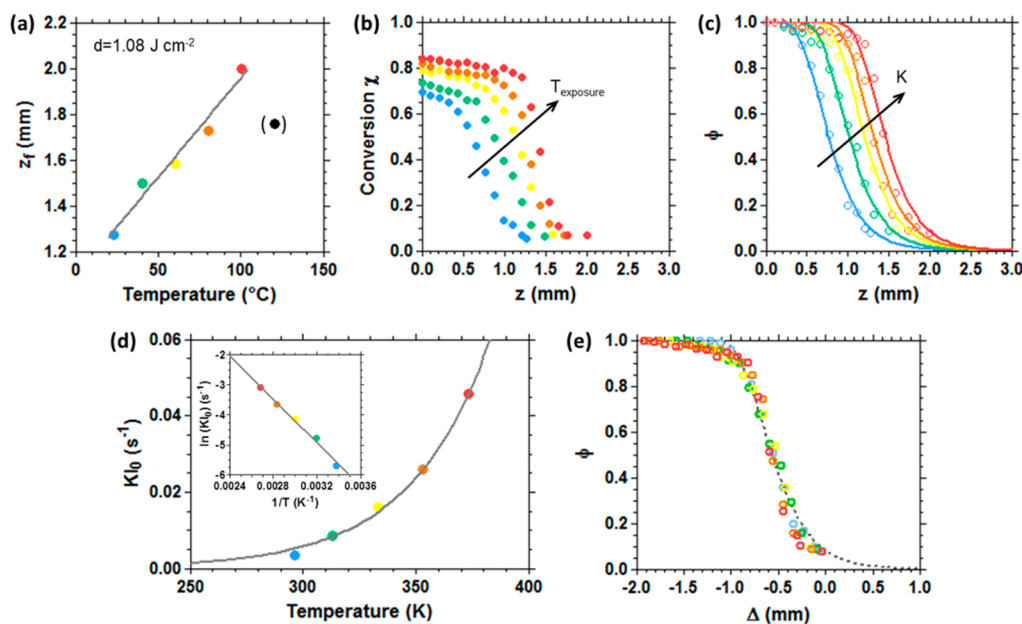 (a)
d=1.08 J cm-2
2.2
2.0
1.8
1.6
1.4
1.2
zf (mm)
( )
0 50 100 150
Temperature (°C)
(b)
1.0
0.8
0.6
0.4
0.2
0.0
Conversion χ
Texposure
0.0 0.5 1.0 1.5 2.0 2.5 3.0
z (mm)
(c)
1.0
0.8
0.6
0.4
0.2
0.0
ϕ
K
0.0 0.5 1.0 1.5 2.0 2.5 3.0
z (mm)
(d)
0.06
0.04
0.02
0.00
KI0 (s-1)
-2
-3
-4
-5
-6
ln (KI0) (s-1)
0.0024 0.0028 0.0032 0.0036
1/T (K-1)
250 300 350 400
Temperature (K)
(e)
1.0
0.8
0.6
0.4
0.2
0.0
ϕ
-2.0 -1.5 -1.0 -0.5 0.0 0.5 1.0
Δ (mm)